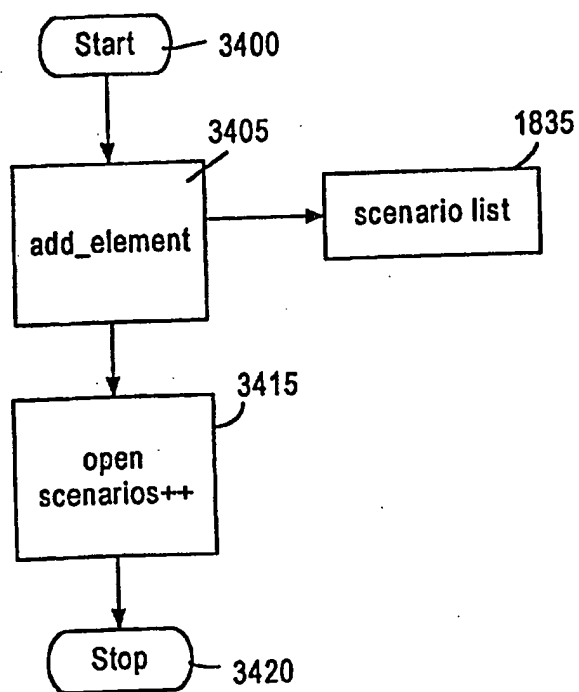 Start
3400
3405
1835
add_element
scenario list
3415
open
scenarios++
Stop
3420